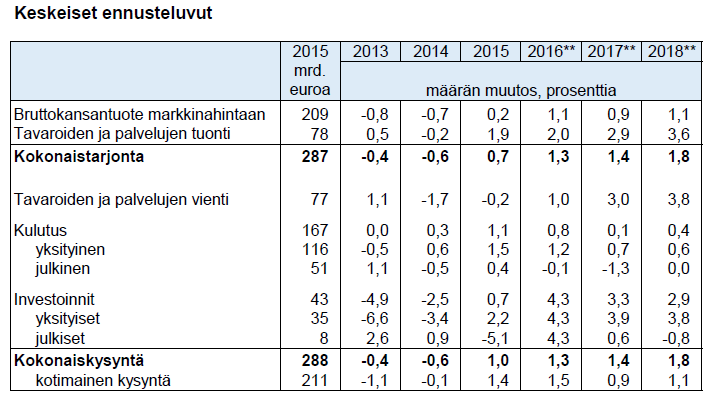 Keskeiset ennusteluvut
2015 2013 2014 2015 2016** 2017** 2018**
mrd.
euroa määrän muutos, prosenttia
Bruttokansantuote markkinahintaan 209 -0,8 -0,7 0,2 1,1 0,9 1,1
Tavaroiden ja palvelujen tuonti 78 0,5 -0,2 1,9 2,0 2,9 3,6
Kokonaistarjonta 287 -0,4 -0,6 0,7 1,3 1,4 1,8
Tavaroiden ja palvelujen vienti 77 1,1 -1,7 -0,2 1,0 3,0 3,8
Kulutus 167 0,0 0,3 1,1 0,8 0,1 0,4
yksityinen 116 -0,5 0,6 1,5 1,2 0,7 0,6
julkinen 51 1,1 -0,5 0,4 -0,1 -1,3 0,0
Investoinnit 43 -4,9 -2,5 0,7 4,3 3,3 2,9
yksityiset 35 -6,6 -3,4 2,2 4,3 3,9 3,8
julkiset 8 2,6 0,9 -5,1 4,3 0,6 -0,8
Kokonaiskysyntä 288 -0,4 -0,6 1,0 1,3 1,4 1,8
kotimainen kysyntä 211 -1,1 -0,1 1,4 1,5 0,9 1,1